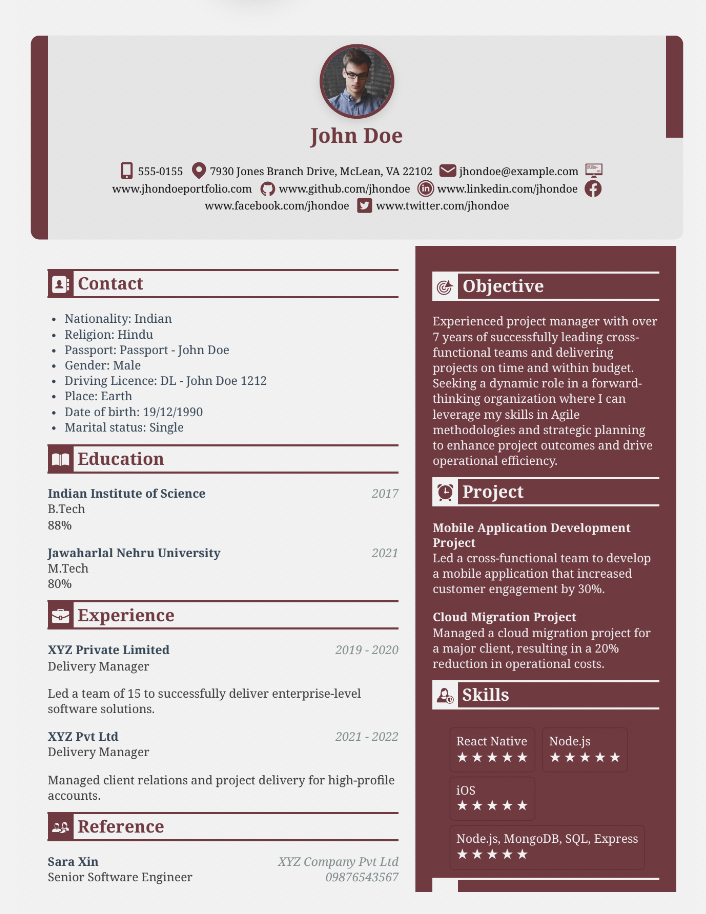 John Doe
555-0155 7930 Jones Branch Drive, McLean, VA 22102 jhondoe@example.com
www.jhondoeportfolio.com www.github.com/jhondoe www.linkedin.com/jhondoe
www.facebook.com/jhondoe www.twitter.com/jhondoe
Contact
• Nationality: Indian
• Religion: Hindu
• Passport: Passport - John Doe
• Gender: Male
• Driving Licence: DL - John Doe 1212
• Place: Earth
• Date of birth: 19/12/1990
• Marital status: Single
Education
Indian Institute of Science 2017
B.Tech
88%
Jawaharlal Nehru University 2021
M.Tech
80%
Experience
XYZ Private Limited 2019 - 2020
Delivery Manager
Led a team of 15 to successfully deliver enterprise-level
software solutions.
XYZ Pvt Ltd 2021 - 2022
Delivery Manager
Managed client relations and project delivery for high-profile
accounts.
Reference
Sara Xin XYZ Company Pvt Ltd
Senior Software Engineer 09876543567
Objective
Experienced project manager with over
7 years of successfully leading cross-
functional teams and delivering
projects on time and within budget.
Seeking a dynamic role in a forward-
thinking organization where I can
leverage my skills in Agile
methodologies and strategic planning
to enhance project outcomes and drive
operational efficiency.
Project
Mobile Application Development
Project
Led a cross-functional team to develop
a mobile application that increased
customer engagement by 30%.
Cloud Migration Project
Managed a cloud migration project for
a major client, resulting in a 20%
reduction in operational costs.
Skills
React Native Node.js
★★★★★ ★★★★★
iOS
★★★★★
Node.js, MongoDB, SQL, Express
★★★★★